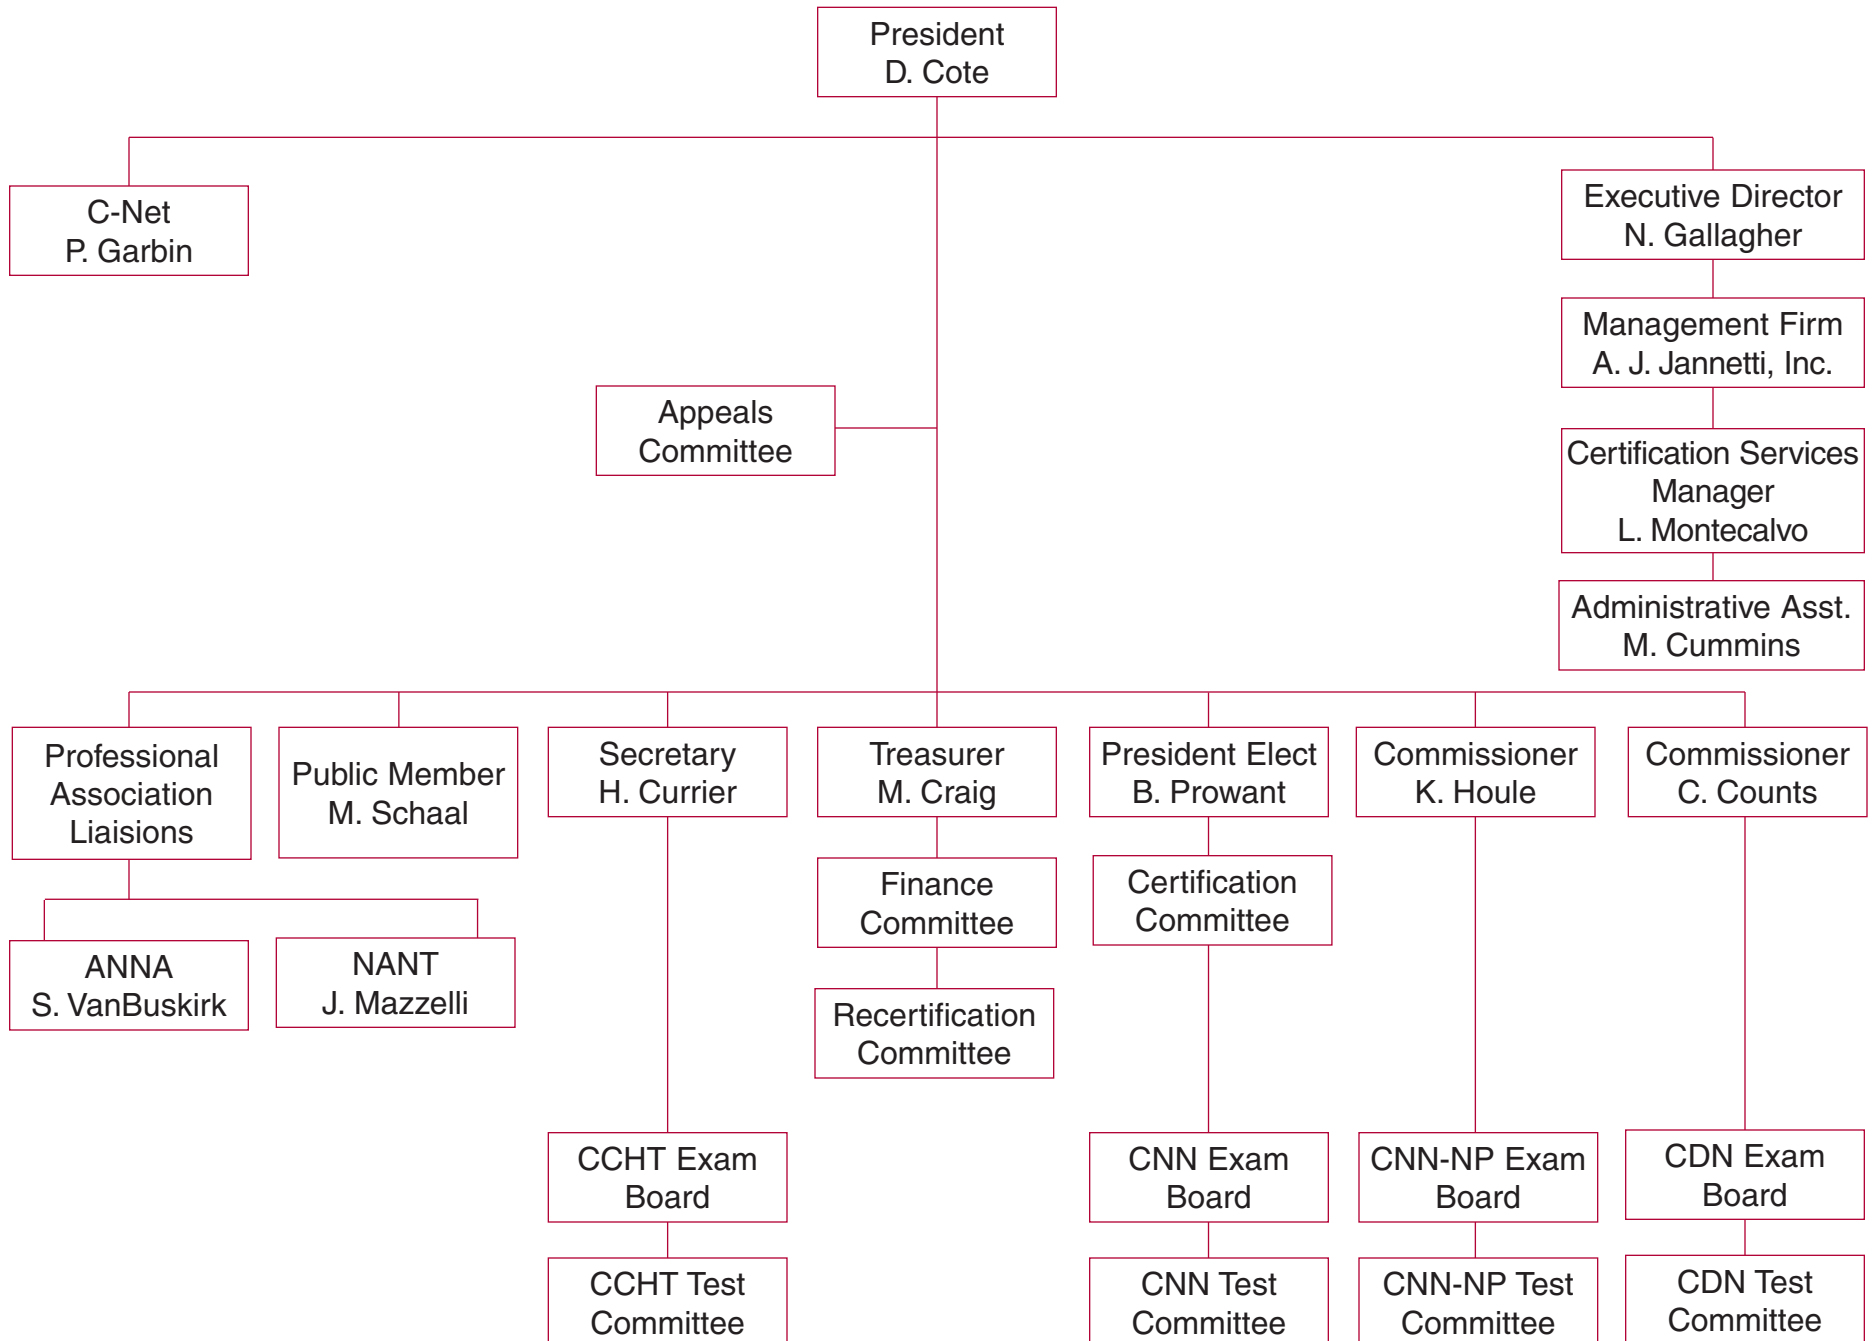 President
D. Cote
C-Net
P. Garbin
Executive Director
N. Gallagher
Management Firm
A. J. Jannetti, Inc.
Appeals
Committee
Certification Services
Manager
L. Montecalvo
Administrative Asst.
M. Cummins
Professional
Association
Liaisions
Public Member
M. Schaal
Secretary
H. Currier
Treasurer
M. Craig
President Elect
B. Prowant
Commissioner
K. Houle
Commissioner
C. Counts
Finance
Committee
Certification
Committee
ANNA
S. VanBuskirk
NANT
J. Mazzelli
Recertification
Committee
CCHT Exam
Board
CNN Exam
Board
CNN-NP Exam
Board
CDN Exam
Board
CCHT Test
Committee
CNN Test
Committee
CNN-NP Test
Committee
CDN Test
Committee